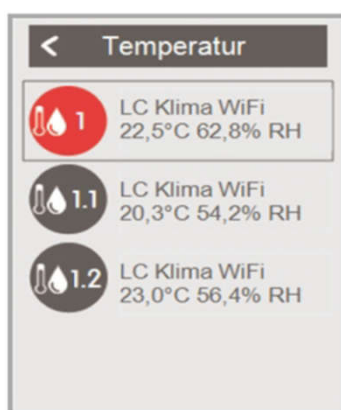 < Temperatur
1 LC Klima WiFi
22,5°C 62,8% RH
1.1 LC Klima WiFi
20,3°C 54,2% RH
1.2 LC Klima WiFi
23,0°C 56,4% RH